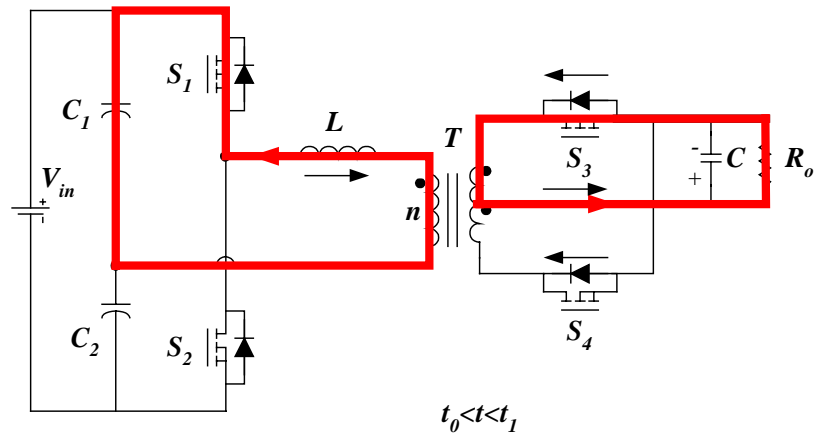 S1
C1
L
T
S3
C
Ro
-
+
Vin
+
-
n
C2
S2
S4
t0<t<t1